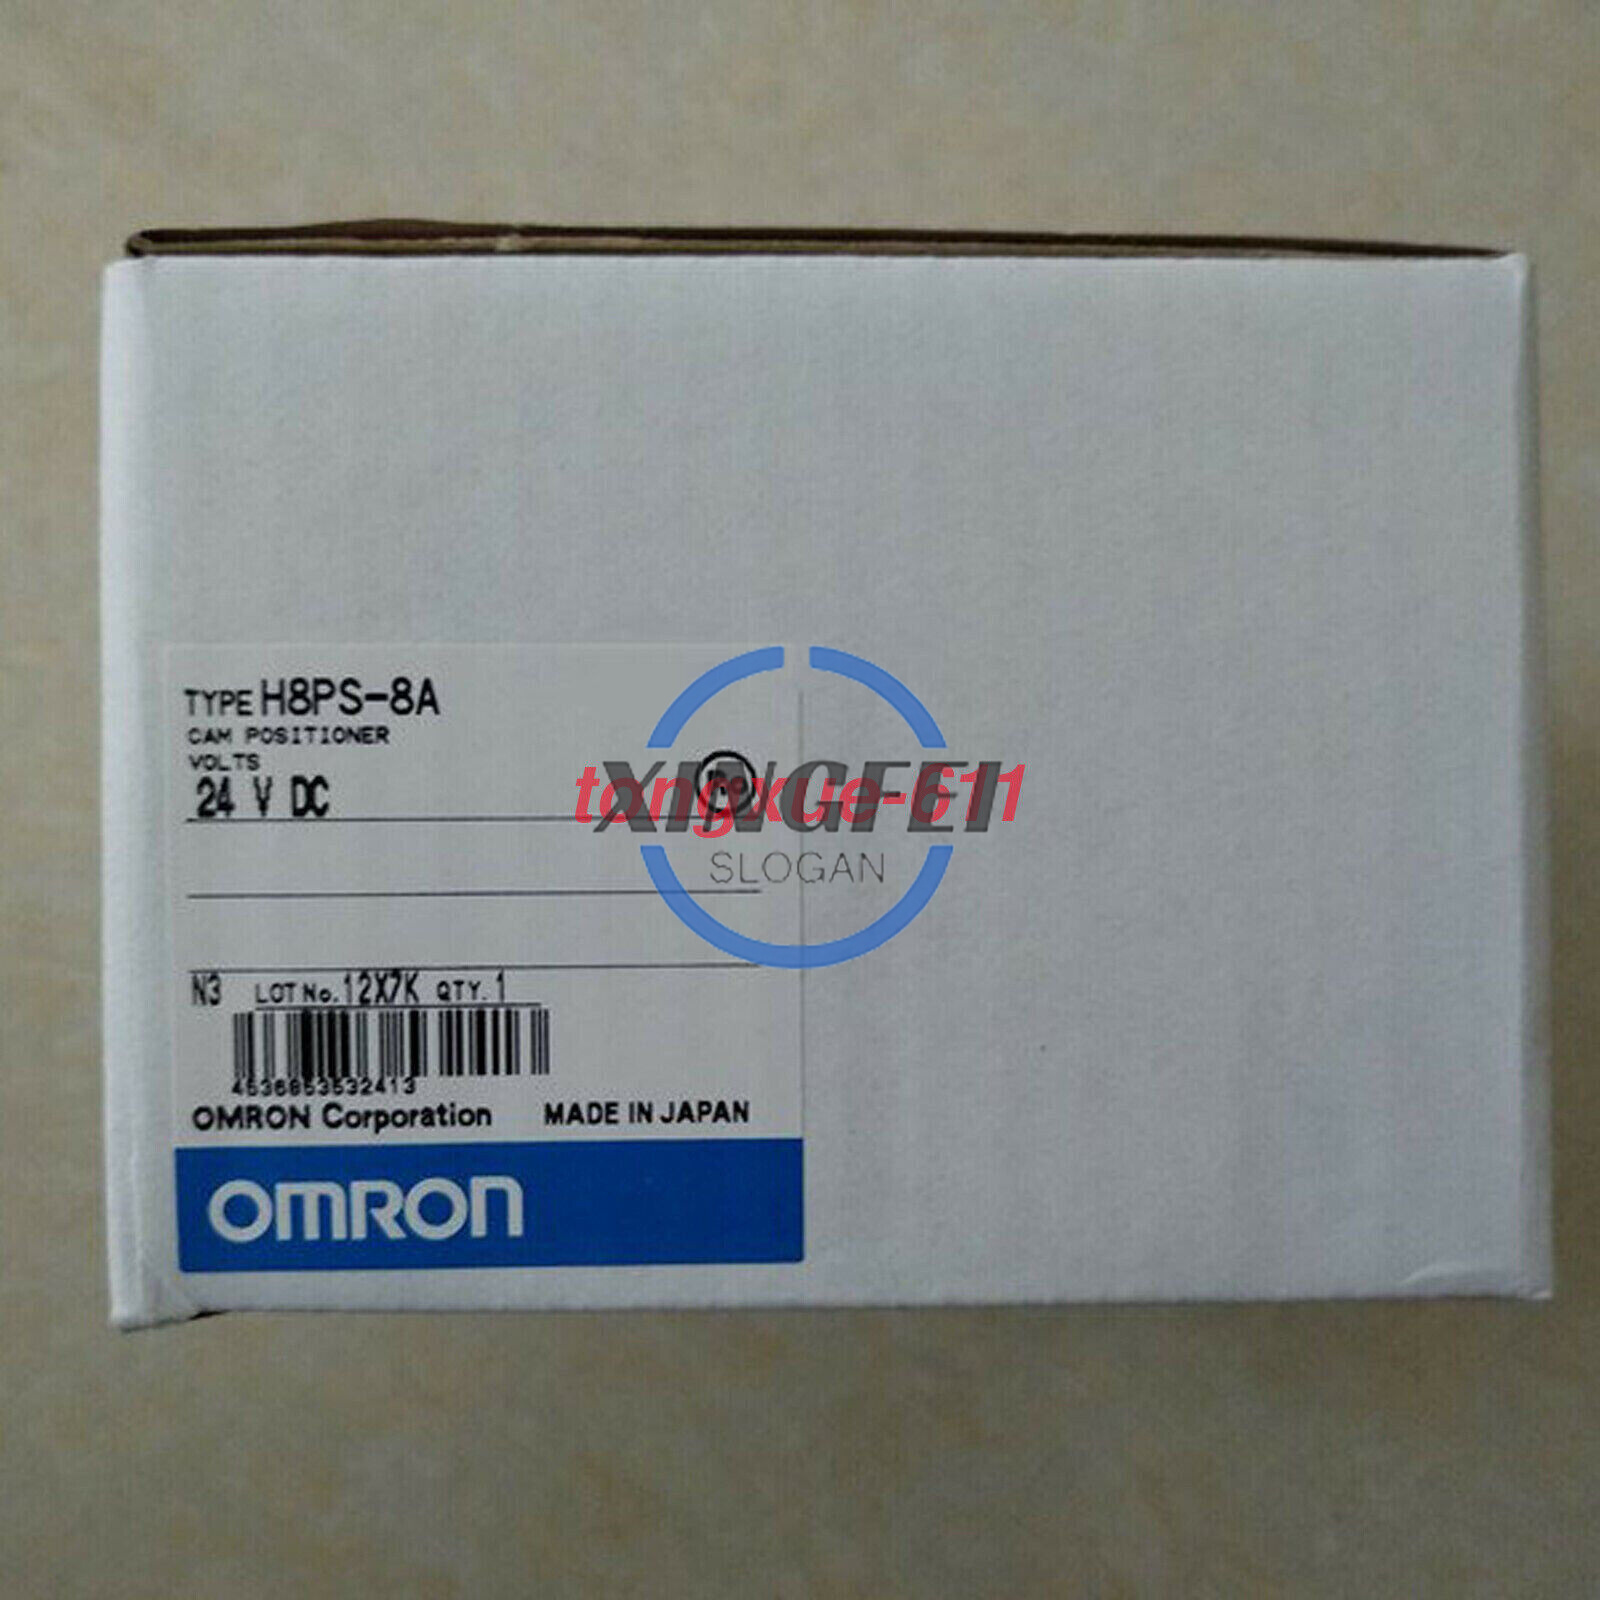 TYPE H8PS-8A
CAM POSITIONER
VOLTS
24 V DC
tongxue-611
XINGFEI
SLOGAN
N3 LOT No. 12X7K QTY. 1
4536853532413
OMRON Corporation MADE IN JAPAN
OMRON